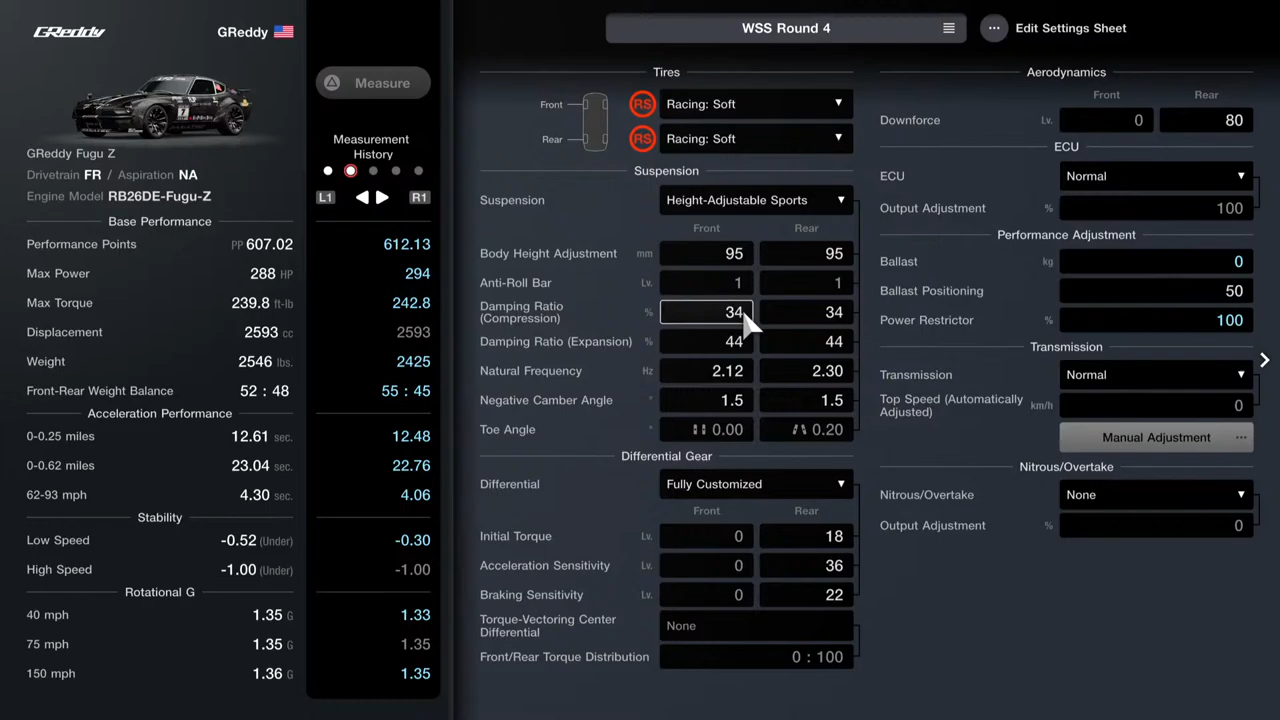 GReddy
GReddy
GReddy Fugu Z
Drivetrain FR / Aspiration NA
Engine Model RB26DE-Fugu-Z
Base Performance
Performance Points PP 607.02 612.13
Max Power 288 HP 294
Max Torque 239.8 ft-lb 242.8
Displacement 2593 cc 2593
Weight 2546 lbs. 2425
Front-Rear Weight Balance 52 : 48 55 : 45
Acceleration Performance
0-0.25 miles 12.61 sec. 12.48
0-0.62 miles 23.04 sec. 22.76
62-93 mph 4.30 sec. 4.06
Stability
Low Speed -0.52 (Under) -0.30
High Speed -1.00 (Under) -1.00
Rotational G
40 mph 1.35 G 1.33
75 mph 1.35 G 1.35
150 mph 1.36 G 1.35
Measure
Measurement
History
L1 R1
WSS Round 4
Edit Settings Sheet
Tires
Front RS Racing: Soft
Rear RS Racing: Soft
Suspension
Suspension Height-Adjustable Sports
Front Rear
Body Height Adjustment mm 95 95
Anti-Roll Bar Lv. 1 1
Damping Ratio
(Compression) % 34 34
Damping Ratio (Expansion) % 44 44
Natural Frequency Hz 2.12 2.30
Negative Camber Angle ° 1.5 1.5
Toe Angle ° 0.00 0.20
Differential Gear
Differential Fully Customized
Front Rear
Initial Torque Lv. 0 18
Acceleration Sensitivity Lv. 0 36
Braking Sensitivity Lv. 0 22
Torque-Vectoring Center
Differential None
Front/Rear Torque Distribution 0 : 100
Aerodynamics
Front Rear
Downforce Lv. 0 80
ECU
ECU Normal
Output Adjustment % 100
Performance Adjustment
Ballast kg 0
Ballast Positioning 50
Power Restrictor % 100
Transmission
Transmission Normal
Top Speed (Automatically
Adjusted) km/h 0
Manual Adjustment
Nitrous/Overtake
Nitrous/Overtake None
Output Adjustment % 0